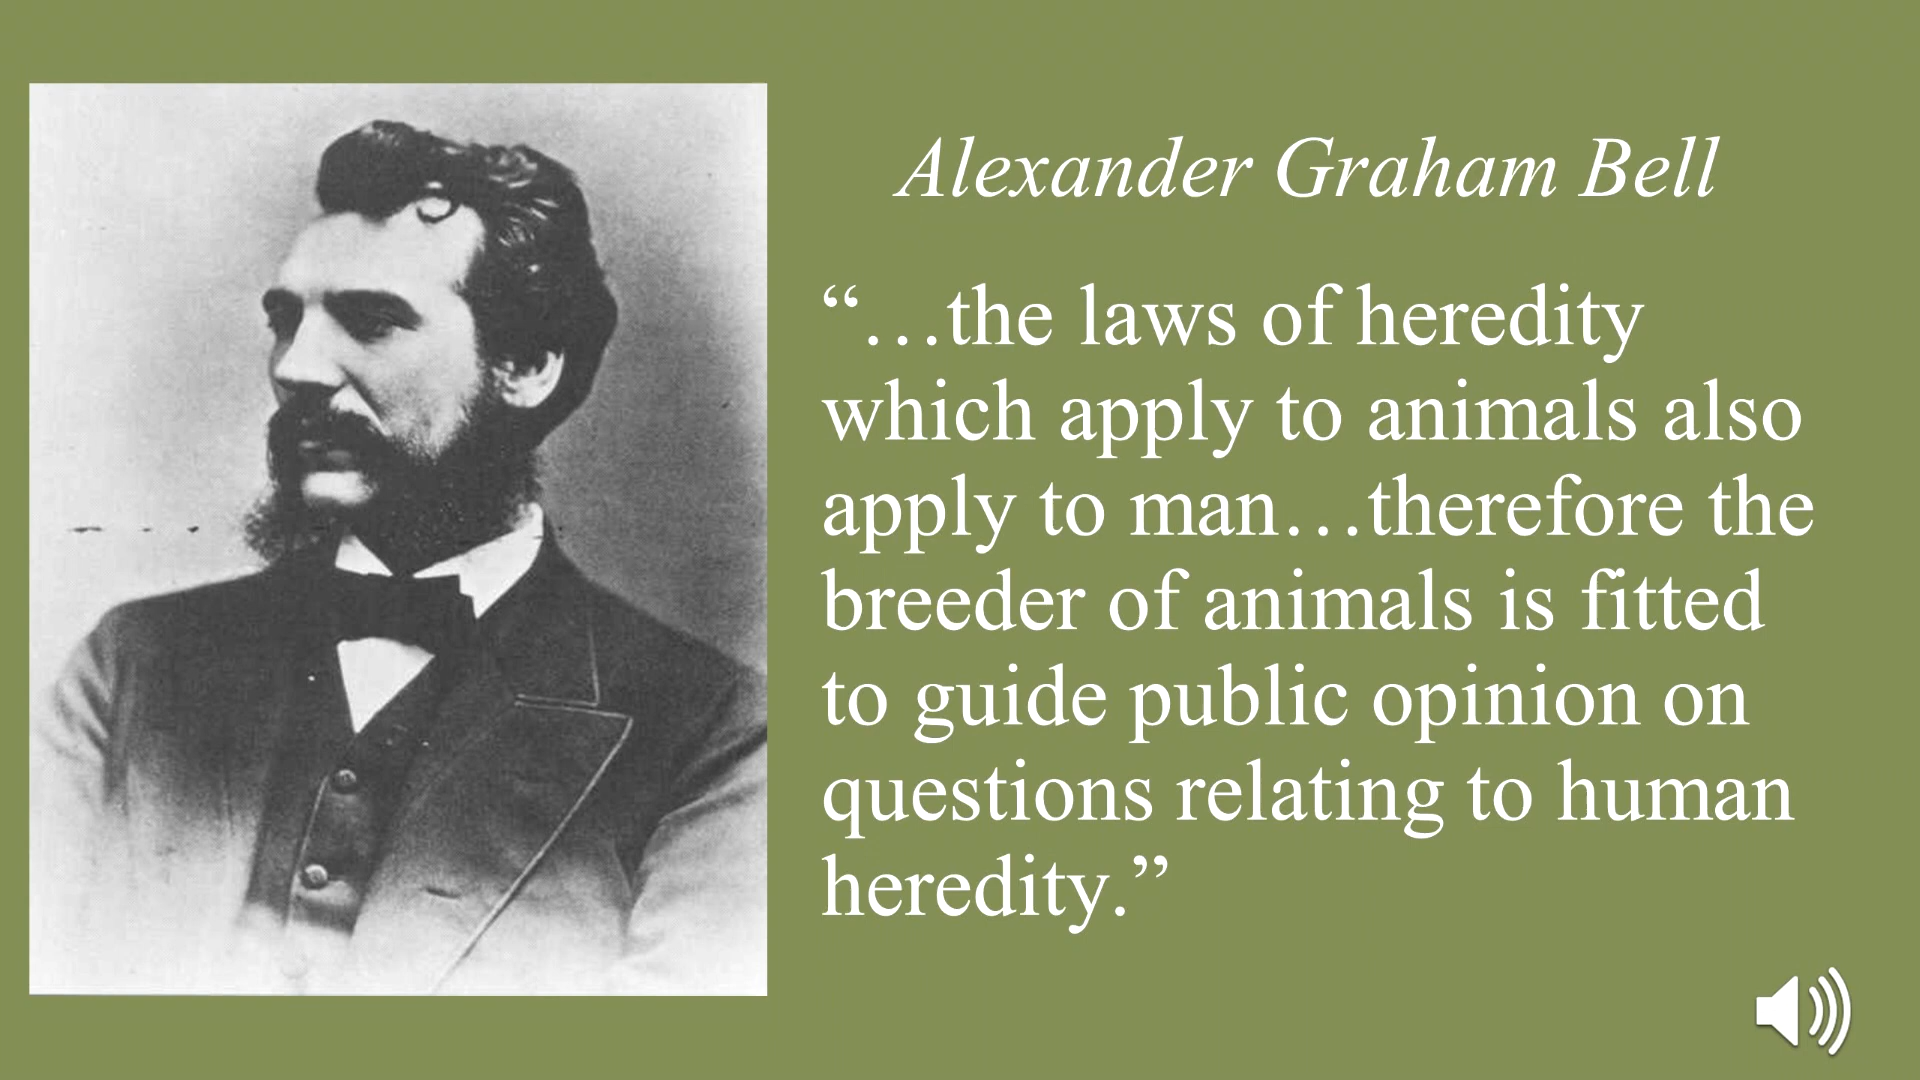 Alexander Graham Bell
“…the laws of heredity
which apply to animals also
apply to man…therefore the
breeder of animals is fitted
to guide public opinion on
questions relating to human
heredity.”